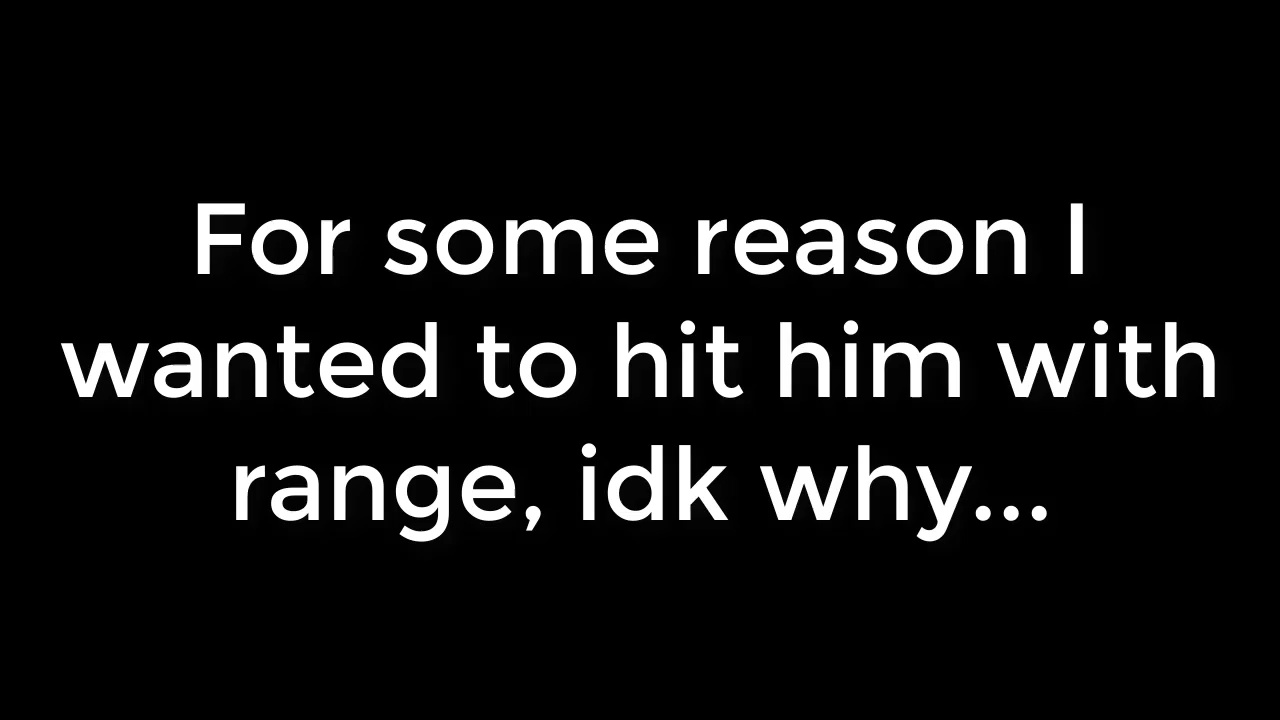 For some reason I
wanted to hit him with
range, idk why...